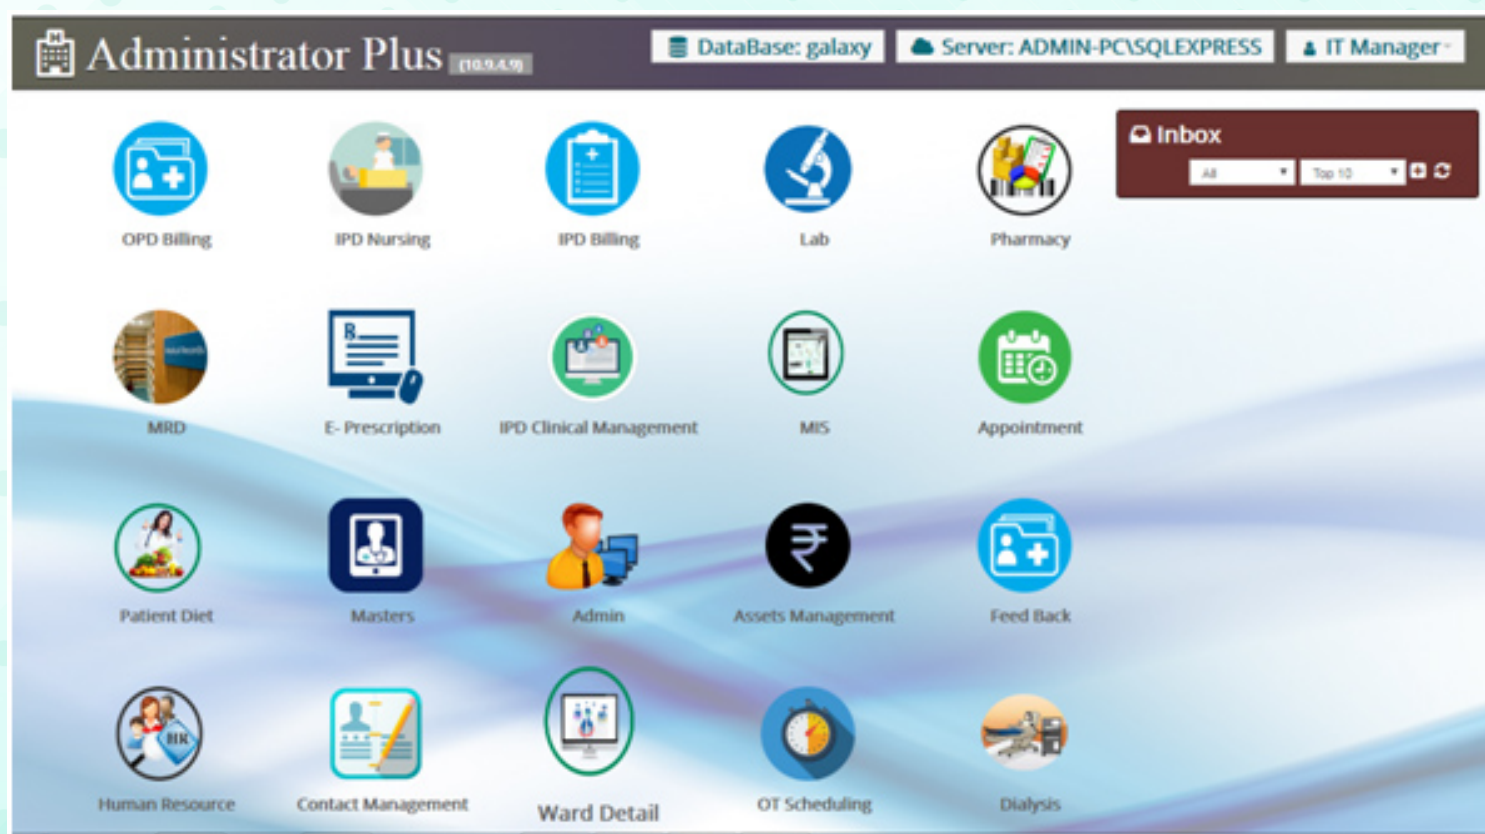 Administrator Plus (10.9.4.9)
DataBase: galaxy
Server: ADMIN-PC\SQLEXPRESS
IT Manager
Inbox
All
Top 10
OPD Billing
IPD Nursing
IPD Billing
Lab
Pharmacy
MRD
E- Prescription
IPD Clinical Management
MIS
Appointment
Patient Diet
Masters
Admin
Assets Management
Feed Back
HR
Human Resource
Contact Management
Ward Detail
OT Scheduling
Dialysis